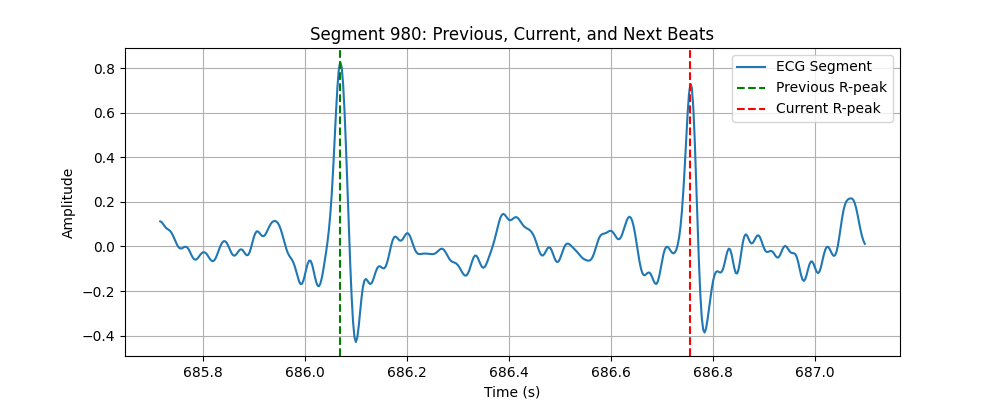 Segment 980: Previous, Current, and Next Beats
ECG Segment
Previous R-peak
Current R-peak
Amplitude
0.8
0.6
0.4
0.2
0.0
−0.2
−0.4
685.8 686.0 686.2 686.4 686.6 686.8 687.0
Time (s)